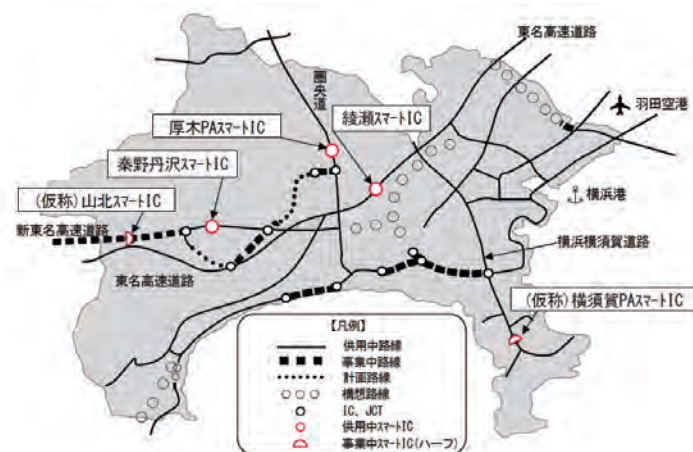 東名高速道路
圏央道
羽田空港
厚木PAスマートIC
綾瀬スマートIC
秦野丹沢スマートIC
(仮称)山北スマートIC
新東名高速道路
横浜港
横浜横須賀道路
東名高速道路
(仮称)横須賀PAスマートIC
【凡例】
供用中路線
事業中路線
計画路線
構想路線
IC、JCT
供用中スマートIC
事業中スマートIC(ハーフ)